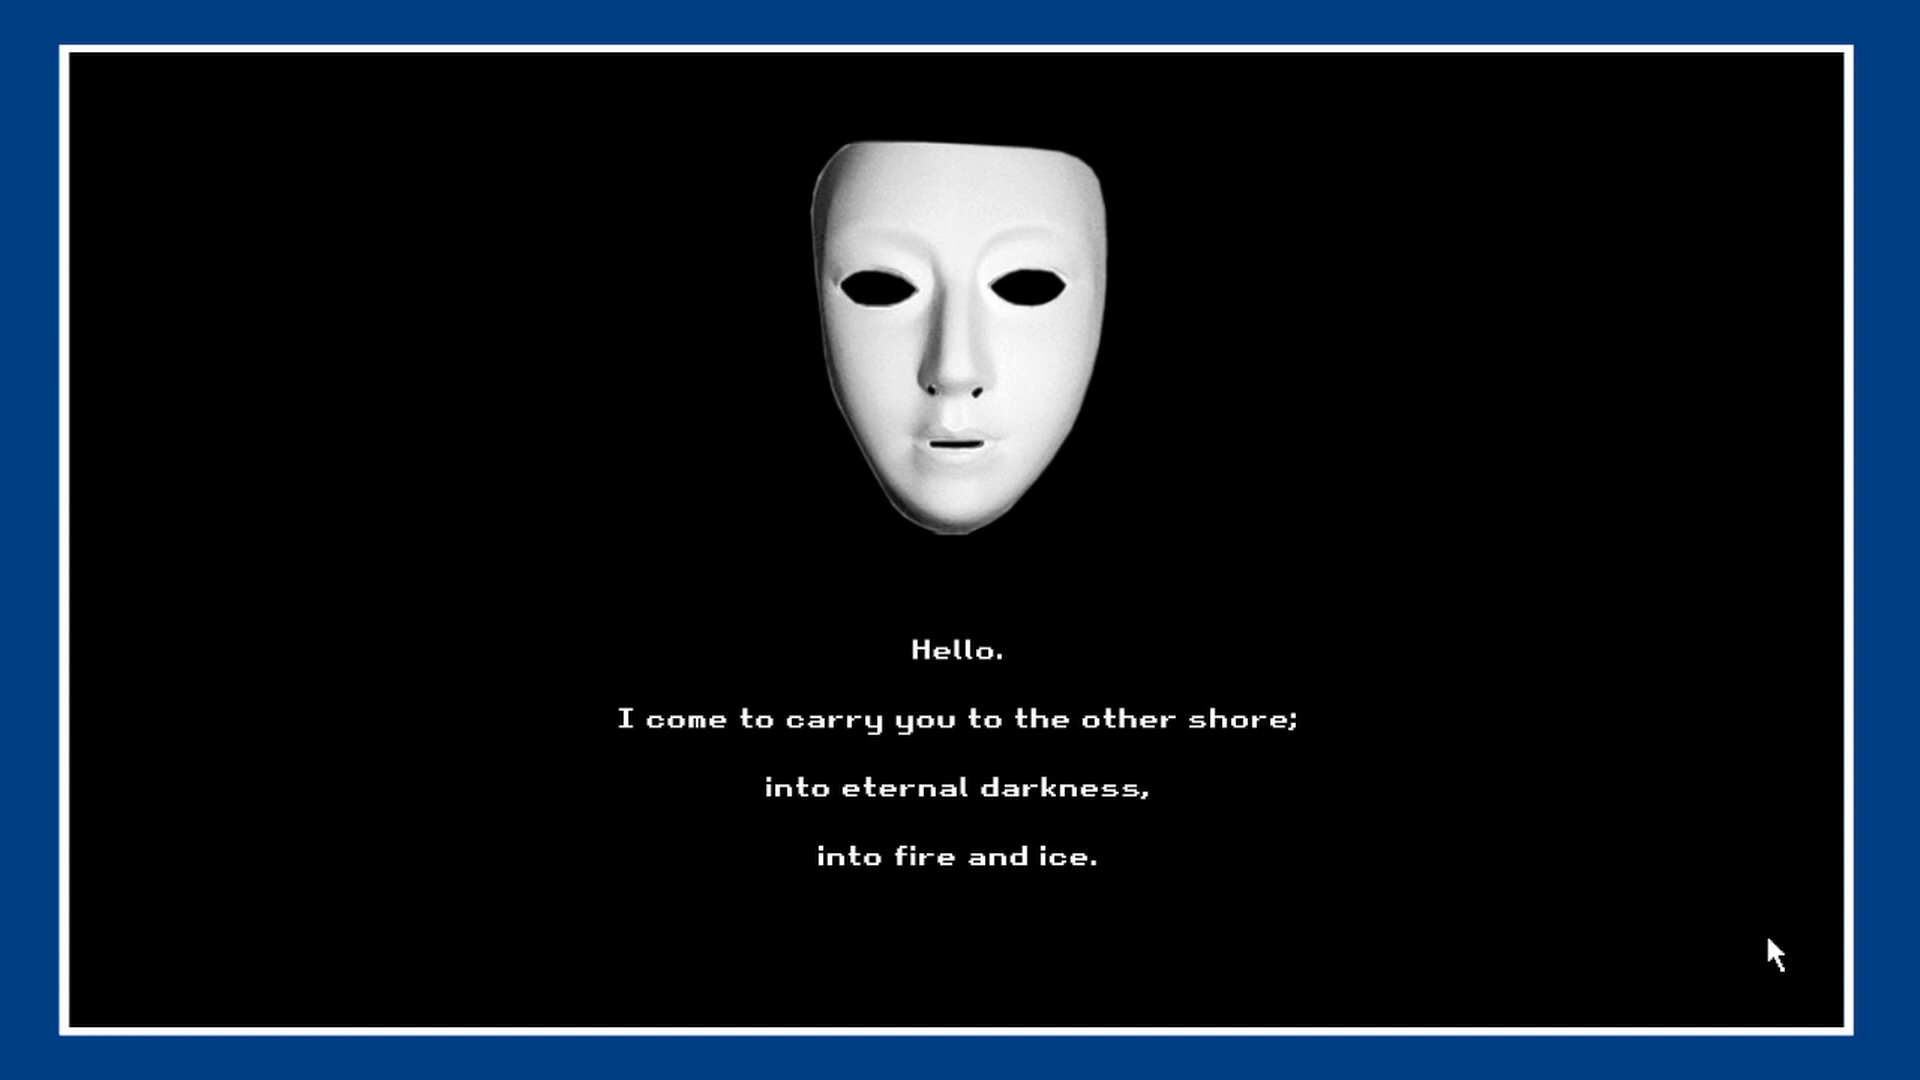 Hello.
I come to carry you to the other shore;
into eternal darkness,
into fire and ice.